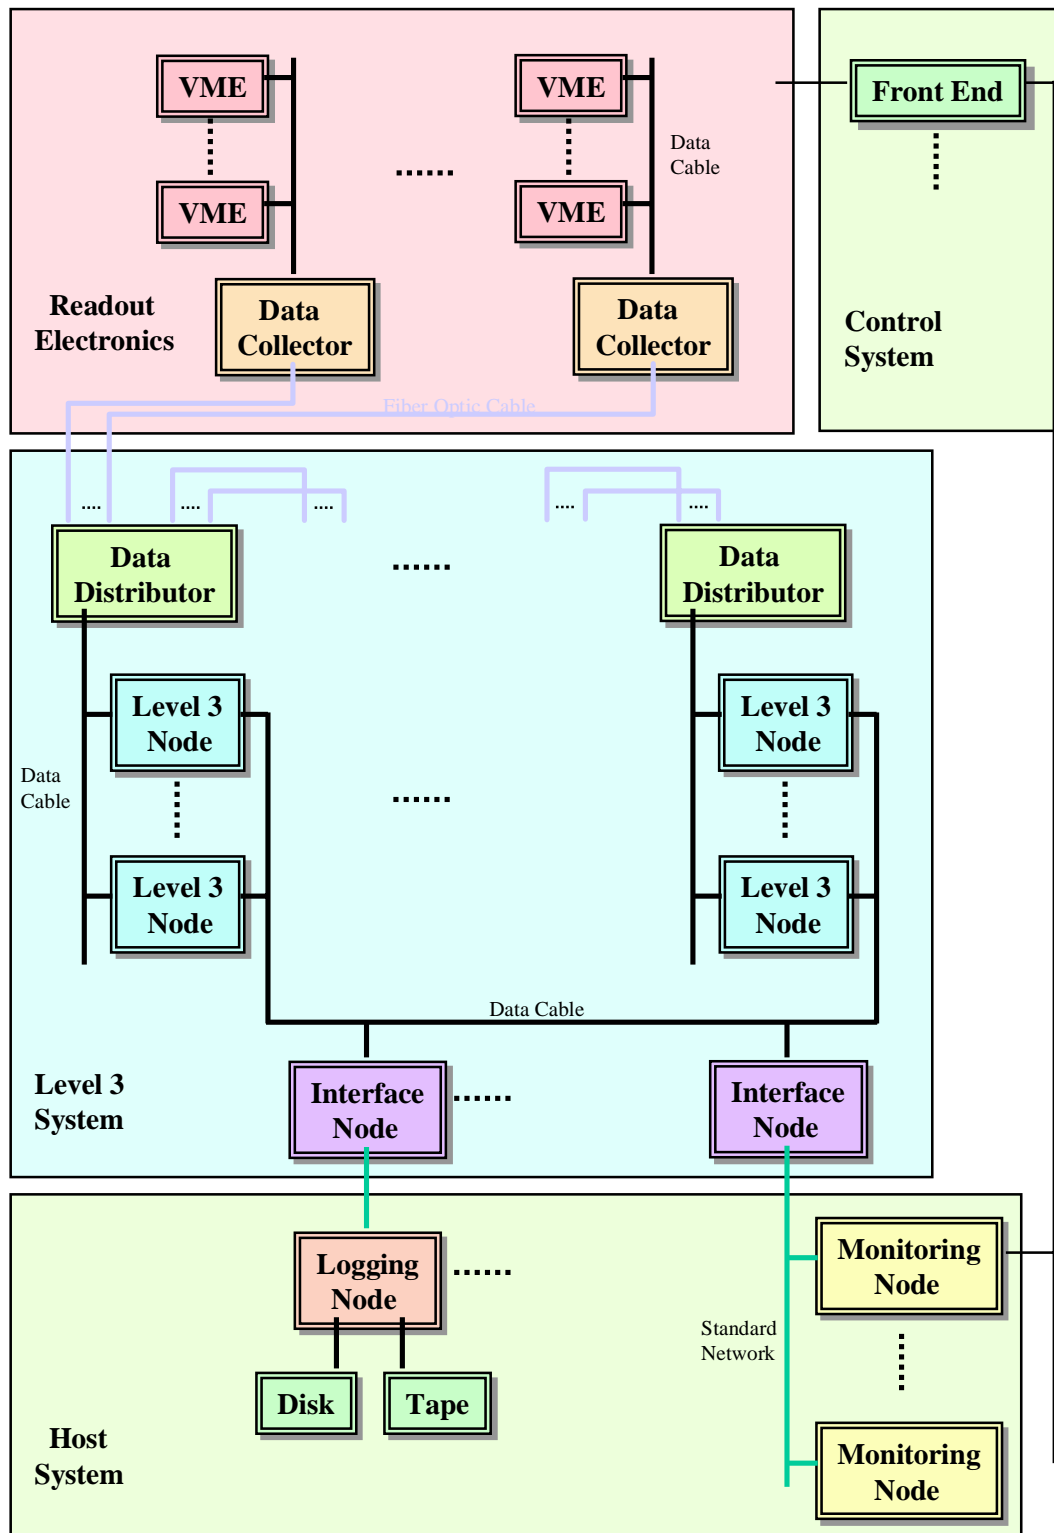 VME
VME
Front End
Data
Cable
VME
VME
Readout
Electronics
Data
Collector
Data
Collector
Control
System
Fiber Optic Cable
Data
Distributor
Data
Distributor
Level 3
Node
Level 3
Node
Data
Cable
Level 3
Node
Level 3
Node
Data Cable
Level 3
System
Interface
Node
Interface
Node
Logging
Node
Monitoring
Node
Standard
Network
Disk
Tape
Host
System
Monitoring
Node